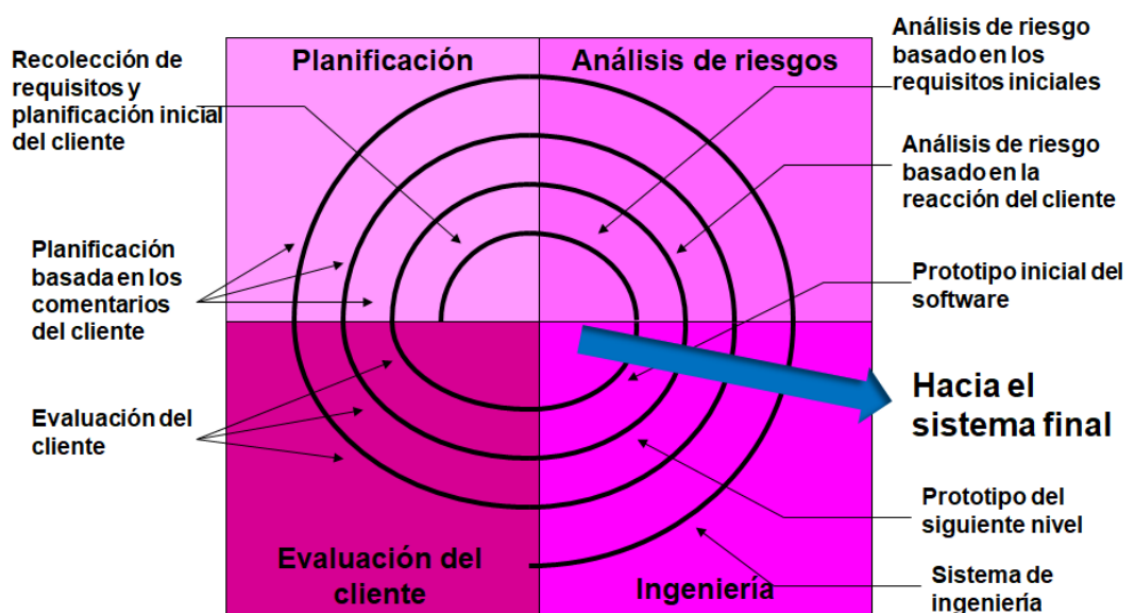 Planificación
Análisis de riesgos
Recolección de
requisitos y
planificación inicial
del cliente
Análisis de riesgo
basado en los
requisitos iniciales
Análisis de riesgo
basado en la
reacción del cliente
Planificación
basada en los
comentarios
del cliente
Prototipo inicial del
software
Hacia el
sistema final
Evaluación del
cliente
Prototipo del
siguiente nivel
Evaluación del
cliente
Ingeniería
Sistema de
ingeniería